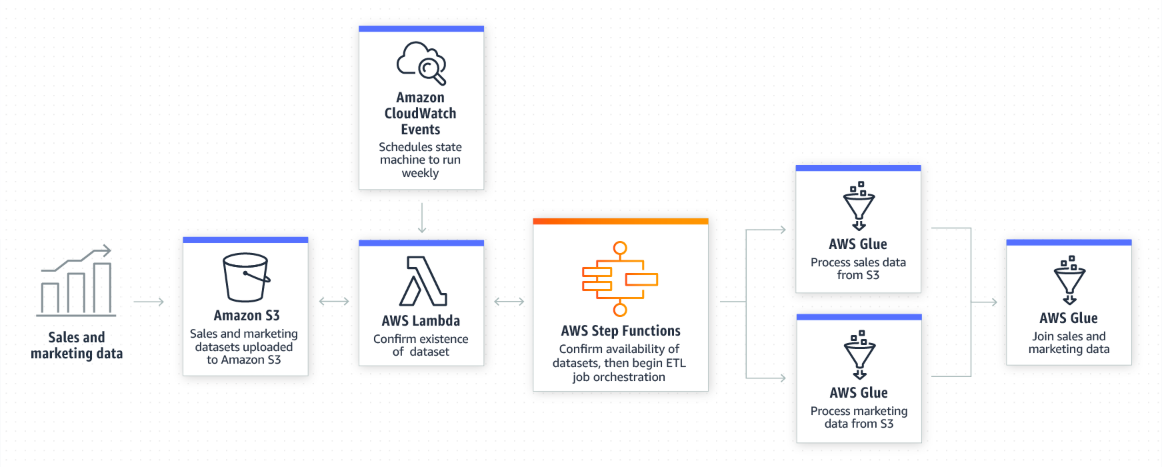 Amazon
CloudWatch
Events
Schedules state
machine to run
weekly
Sales and
marketing data
Amazon S3
Sales and marketing
datasets uploaded
to Amazon S3
AWS Lambda
Confirm existence
of dataset
AWS Step Functions
Confirm availability of
datasets, then begin ETL
job orchestration
AWS Glue
Process sales data
from S3
AWS Glue
Process marketing
data from S3
AWS Glue
Join sales and
marketing data